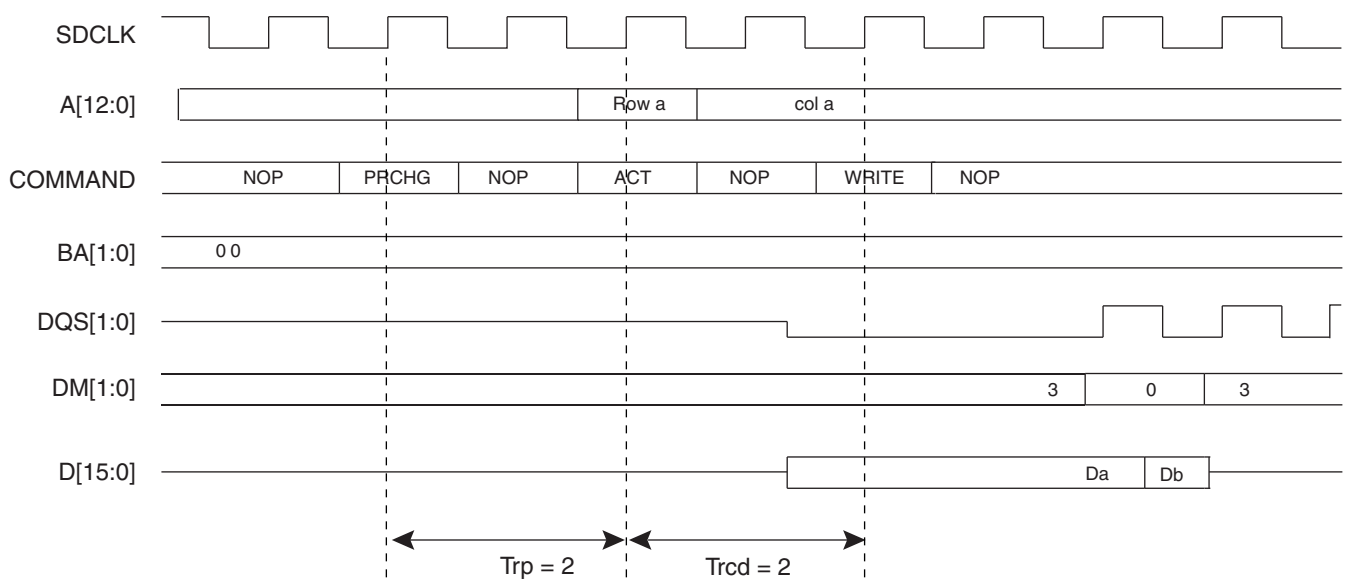 SDCLK
A[12:0] Row a col a
COMMAND NOP PRCHG NOP ACT NOP WRITE NOP
BA[1:0] 0 0
DQS[1:0]
DM[1:0] 3 0 3
D[15:0] Da Db
Trp = 2 Trcd = 2